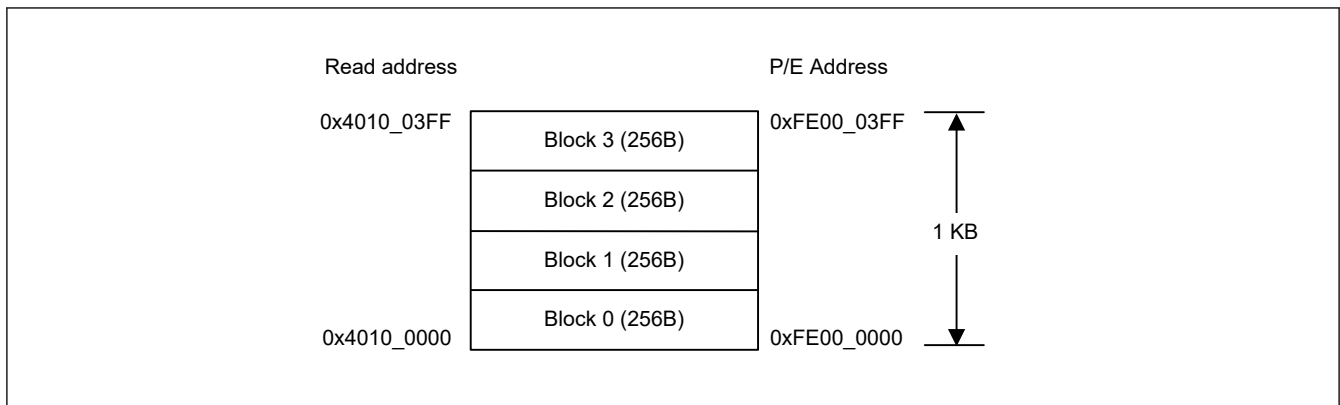 Read address P/E Address
0x4010_03FF 0xFE00_03FF
Block 3 (256B)
Block 2 (256B)
1 KB
Block 1 (256B)
Block 0 (256B)
0x4010_0000 0xFE00_0000